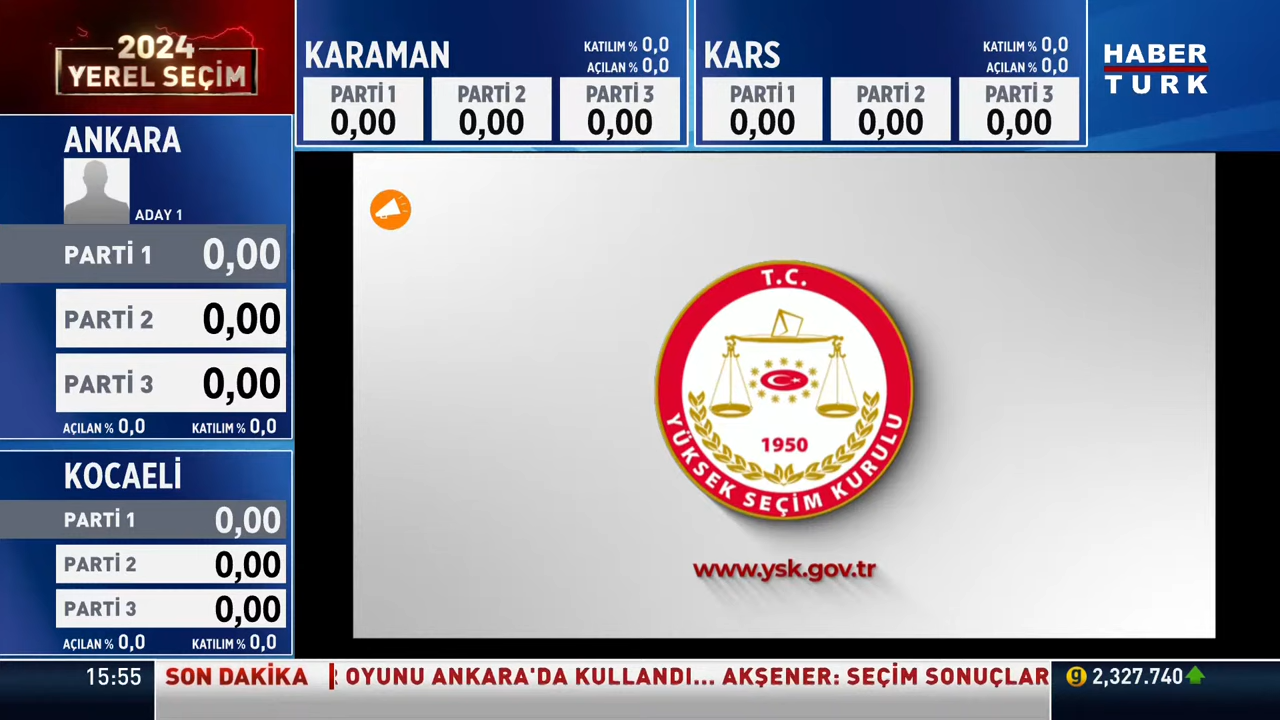 2024
YEREL SEÇİM
KARAMAN
KATILIM % 0,0
AÇILAN % 0,0
PARTİ 1 PARTİ 2 PARTİ 3
0,00 0,00 0,00
KARS
KATILIM % 0,0
AÇILAN % 0,0
PARTİ 1 PARTİ 2 PARTİ 3
0,00 0,00 0,00
HABER
TURK
ANKARA
ADAY 1
PARTİ 1 0,00
PARTİ 2 0,00
PARTİ 3 0,00
AÇILAN % 0,0 KATILIM % 0,0
KOCAELİ
PARTİ 1 0,00
PARTİ 2 0,00
PARTİ 3 0,00
AÇILAN % 0,0 KATILIM % 0,0
T.C.
1950
YÜKSEK SEÇİM KURULU
www.ysk.gov.tr
15:55 SON DAKİKA OYUNU ANKARA'DA KULLANDI... AKŞENER: SEÇİM SONUÇLAR g 2,327.740